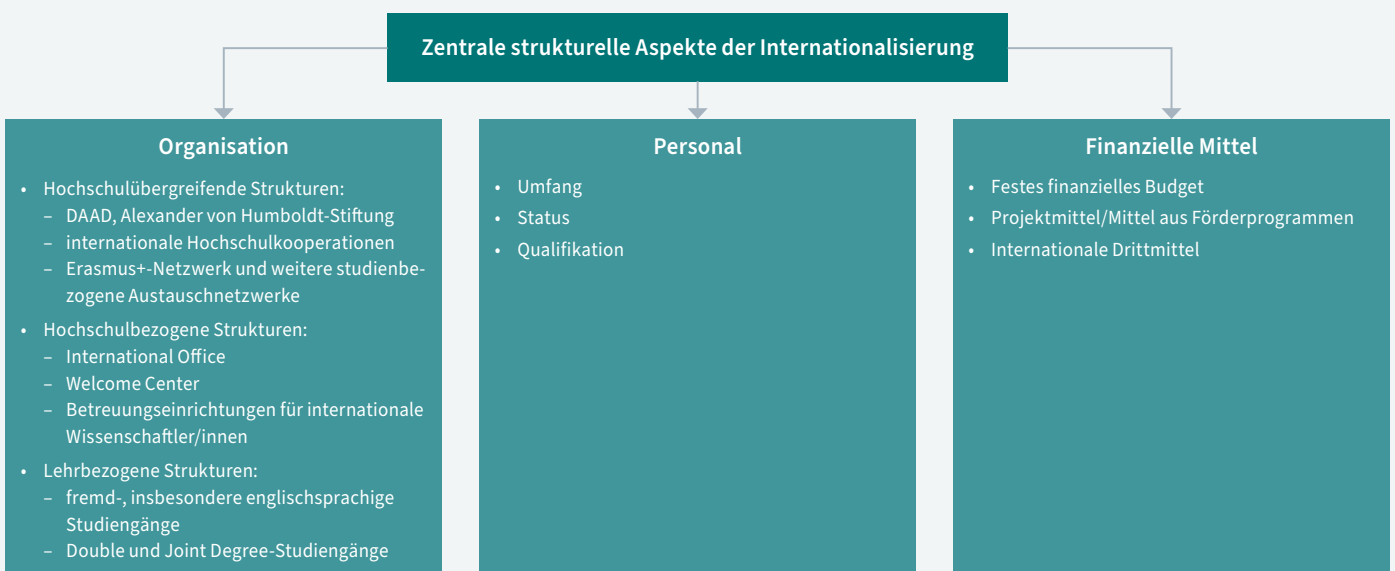 Zentrale strukturelle Aspekte der Internationalisierung
Organisation
• Hochschulübergreifende Strukturen:
– DAAD, Alexander von Humboldt-Stiftung
– internationale Hochschulkooperationen
– Erasmus+-Netzwerk und weitere studienbe-
zogene Austauschnetzwerke
• Hochschulbezogene Strukturen:
– International Office
– Welcome Center
– Betreuungseinrichtungen für internationale
Wissenschaftler/innen
• Lehrbezogene Strukturen:
– fremd-, insbesondere englischsprachige
Studiengänge
– Double und Joint Degree-Studiengänge
Personal
• Umfang
• Status
• Qualifikation
Finanzielle Mittel
• Festes finanzielles Budget
• Projektmittel/Mittel aus Förderprogrammen
• Internationale Drittmittel